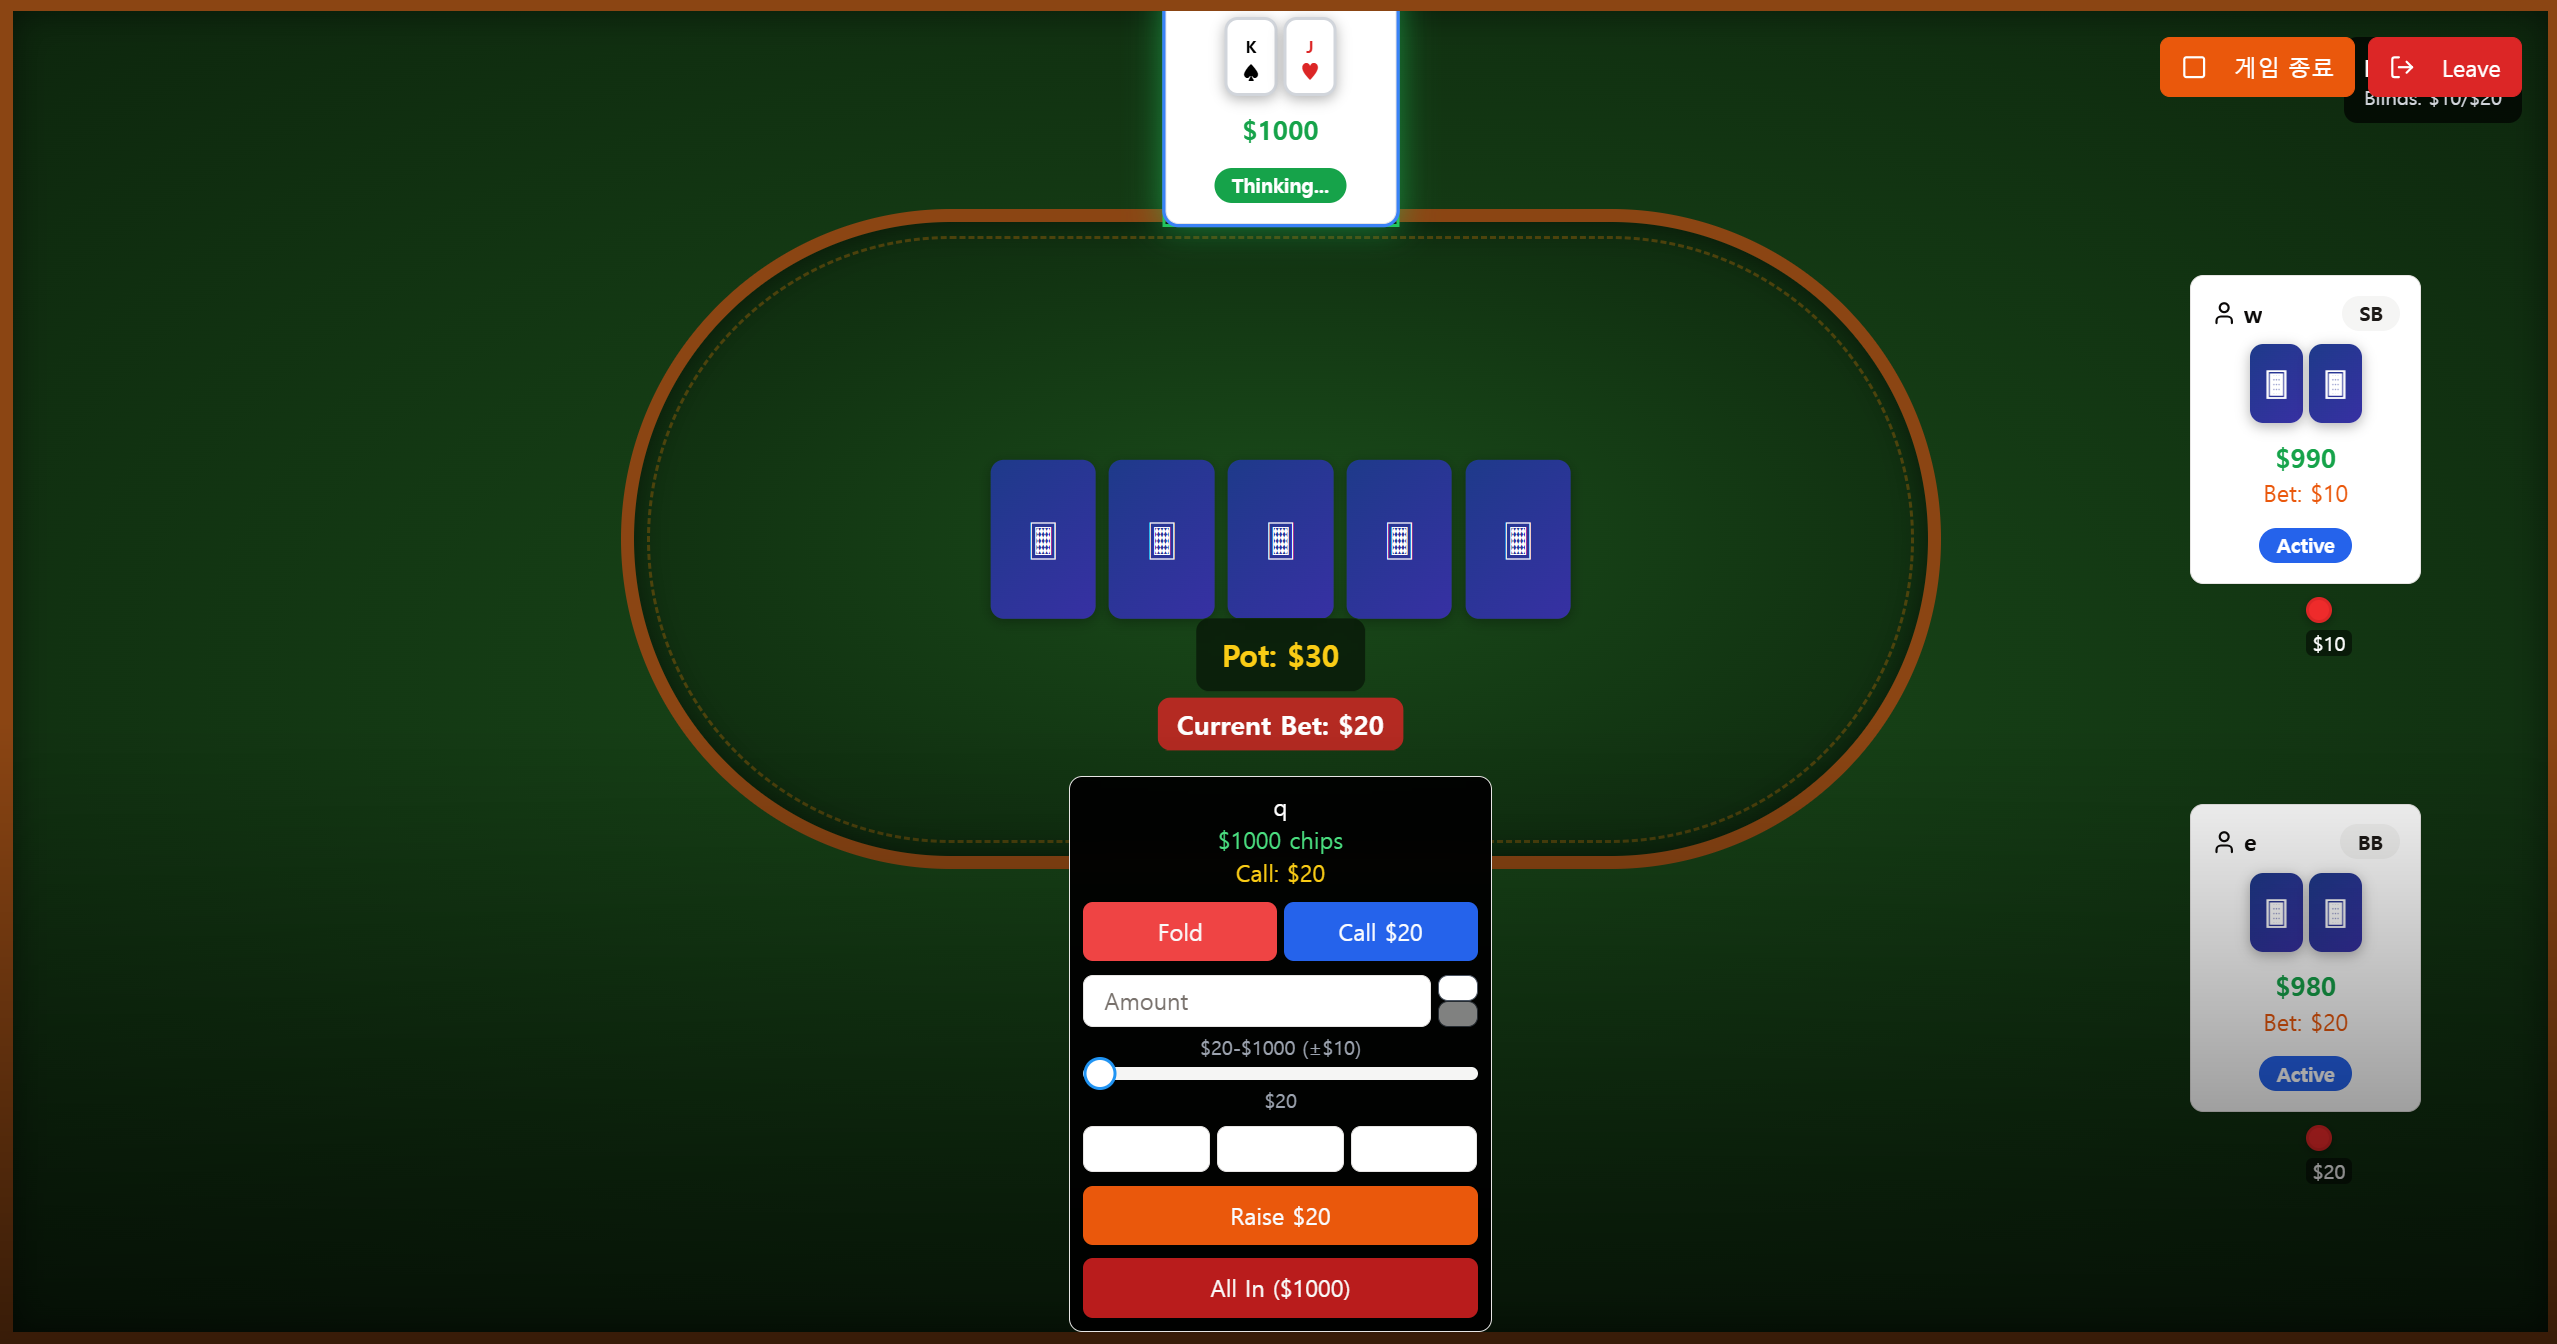 K
J
$1000
Thinking...
게임 종료
Leave
Blinds: $10/$20
w
SB
$990
Bet: $10
Active
$10
Pot: $30
Current Bet: $20
q
$1000 chips
Call: $20
Fold
Call $20
Amount
$20-$1000 (±$10)
$20
Raise $20
All In ($1000)
e
BB
$980
Bet: $20
Active
$20